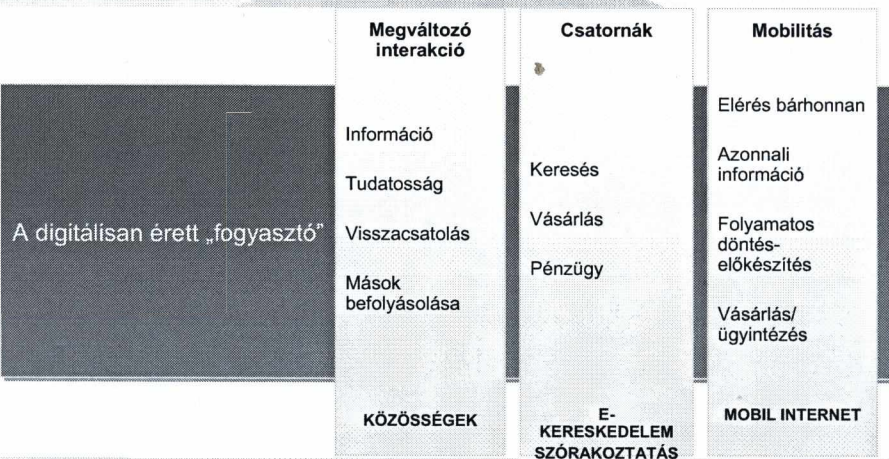 A digitálisan érett „fogyasztó”
Megváltozó
interakció
Információ
Tudatosság
Visszacsatolás
Mások
befolyásolása
KÖZÖSSÉGEK
Csatornák
Keresés
Vásárlás
Pénzügy
E-
KERESKEDELEM
SZÓRAKOZTATÁS
Mobilitás
Elérés bárhonnan
Azonnali
információ
Folyamatos
döntés-
előkészítés
Vásárlás/
ügyintézés
MOBIL INTERNET